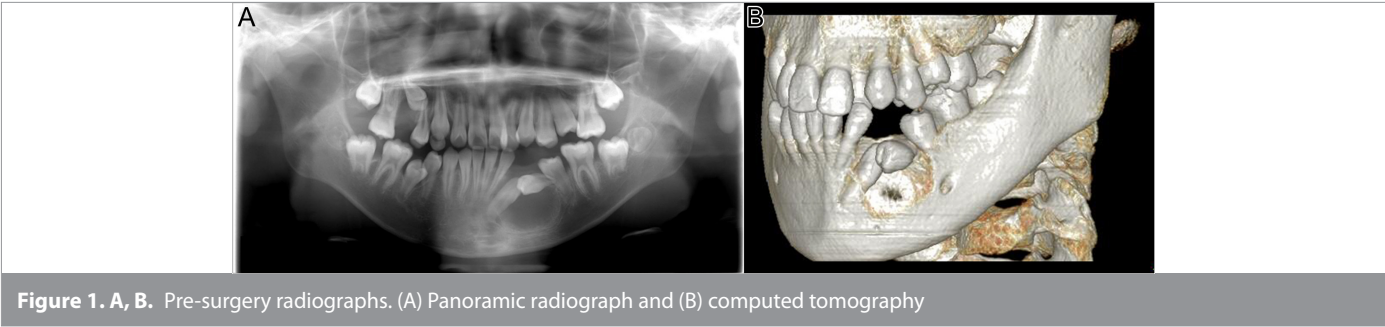 A
B
Figure 1. A, B. Pre-surgery radiographs. (A) Panoramic radiograph and (B) computed tomography